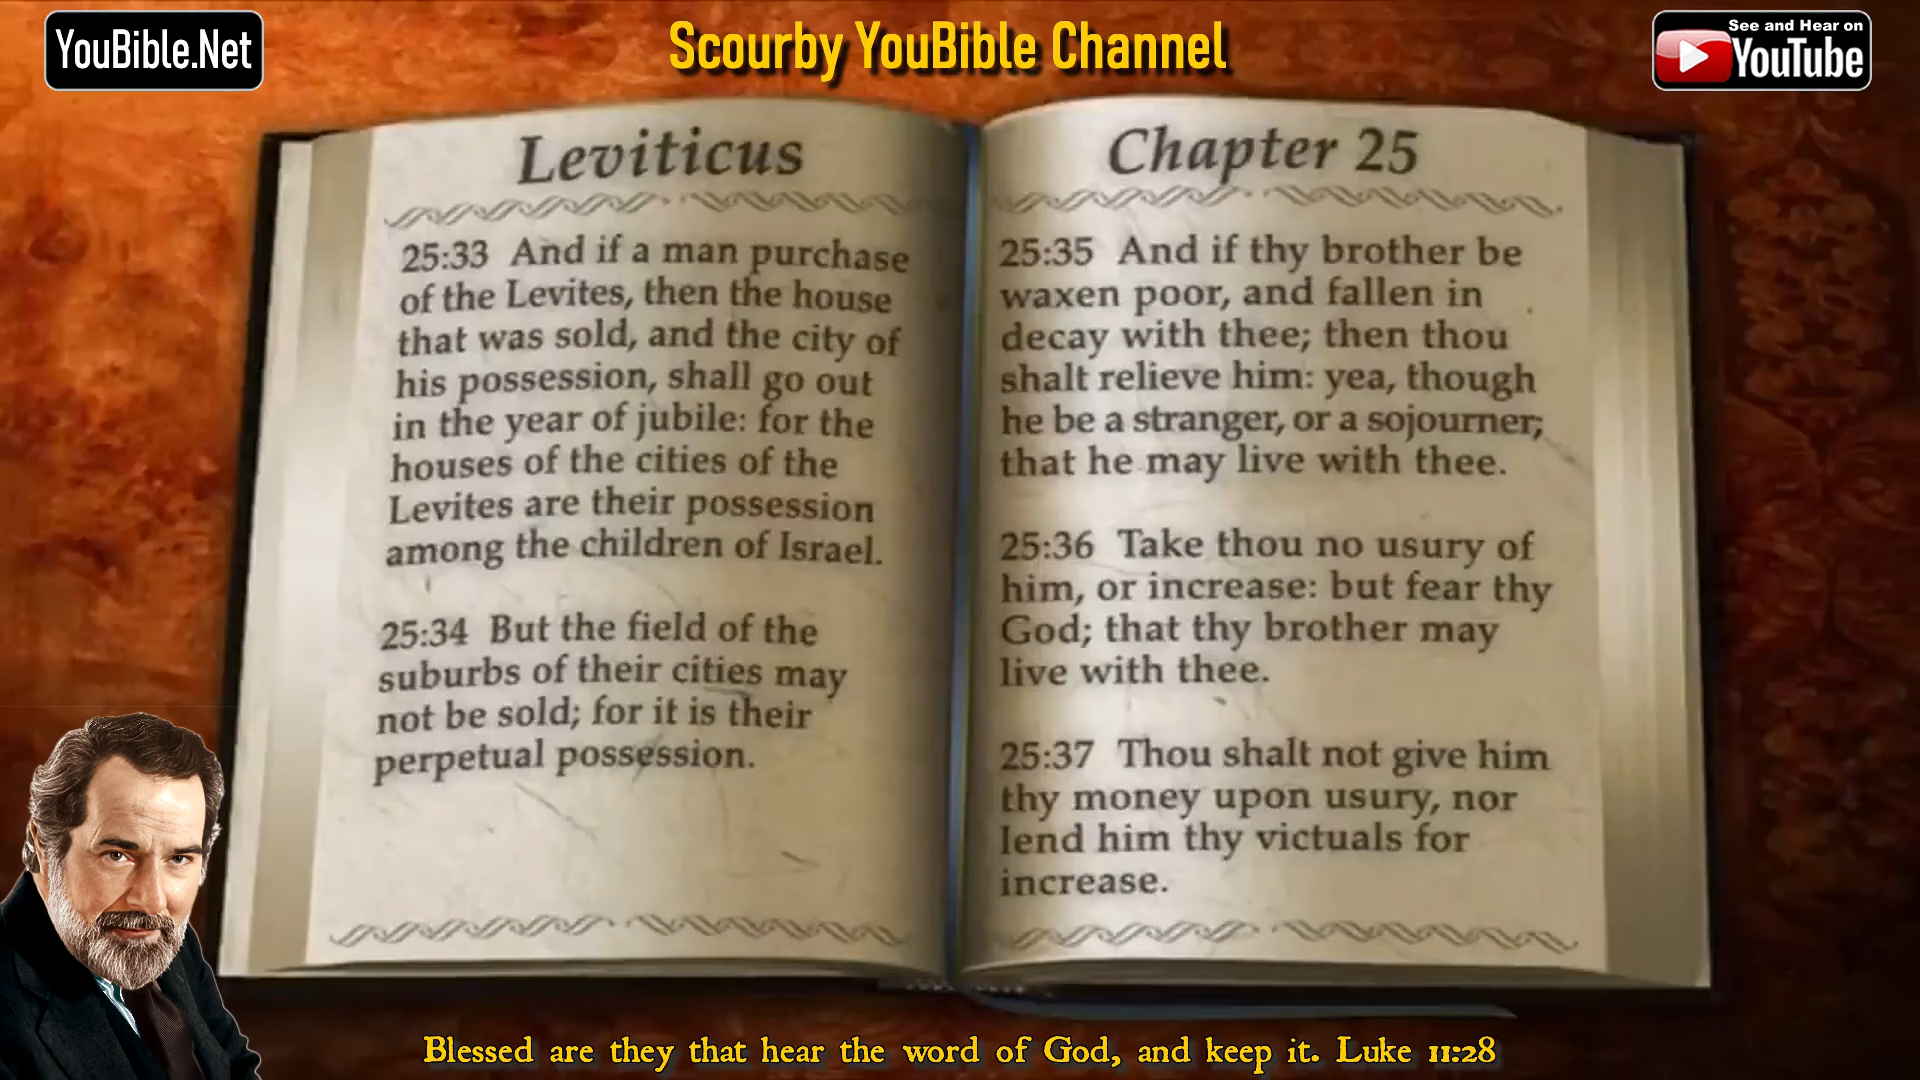 YouBible.Net
Scourby YouBible Channel
See and Hear on
YouTube
Leviticus
25:33 And if a man purchase
of the Levites, then the house
that was sold, and the city of
his possession, shall go out
in the year of jubile: for the
houses of the cities of the
Levites are their possession
among the children of Israel.
25:34 But the field of the
suburbs of their cities may
not be sold; for it is their
perpetual possession.
Chapter 25
25:35 And if thy brother be
waxen poor, and fallen in
decay with thee; then thou
shalt relieve him: yea, though
he be a stranger, or a sojourner;
that he may live with thee.
25:36 Take thou no usury of
him, or increase: but fear thy
God; that thy brother may
live with thee.
25:37 Thou shalt not give him
thy money upon usury, nor
lend him thy victuals for
increase.
Blessed are they that hear the word of God, and keep it. Luke 11:28